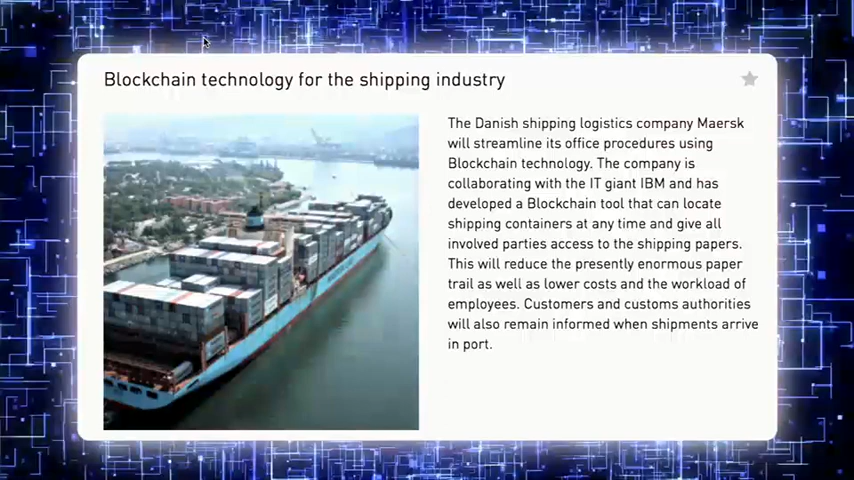 Blockchain technology for the shipping industry
The Danish shipping logistics company Maersk
will streamline its office procedures using
Blockchain technology. The company is
collaborating with the IT giant IBM and has
developed a Blockchain tool that can locate
shipping containers at any time and give all
involved parties access to the shipping papers.
This will reduce the presently enormous paper
trail as well as lower costs and the workload of
employees. Customers and customs authorities
will also remain informed when shipments arrive
in port.